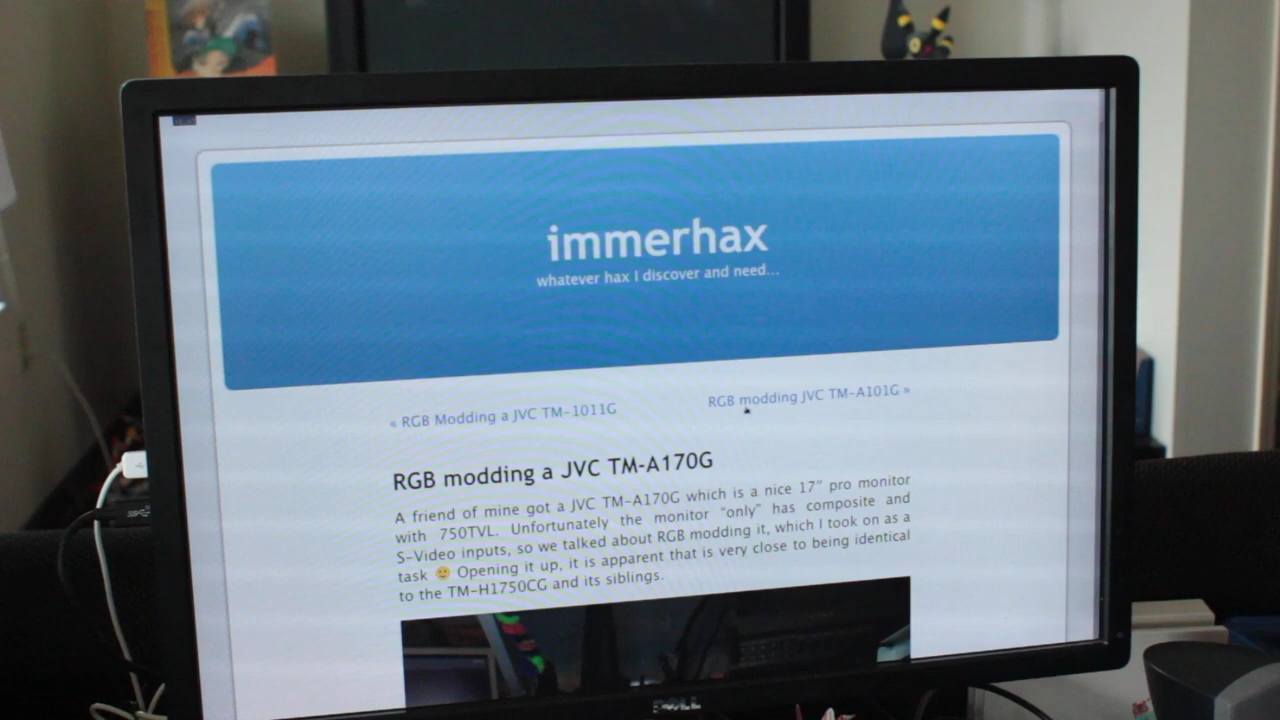 immerhax
whatever hax I discover and need...
« RGB Modding a JVC TM-1011G
RGB modding JVC TM-A101G »
RGB modding a JVC TM-A170G
A friend of mine got a JVC TM-A170G which is a nice 17” pro monitor
with 750TVL. Unfortunately the monitor “only” has composite and
S-Video inputs, so we talked about RGB modding it, which I took on as a
task 🙂 Opening it up, it is apparent that is very close to being identical
to the TM-H1750CG and its siblings.
DELL